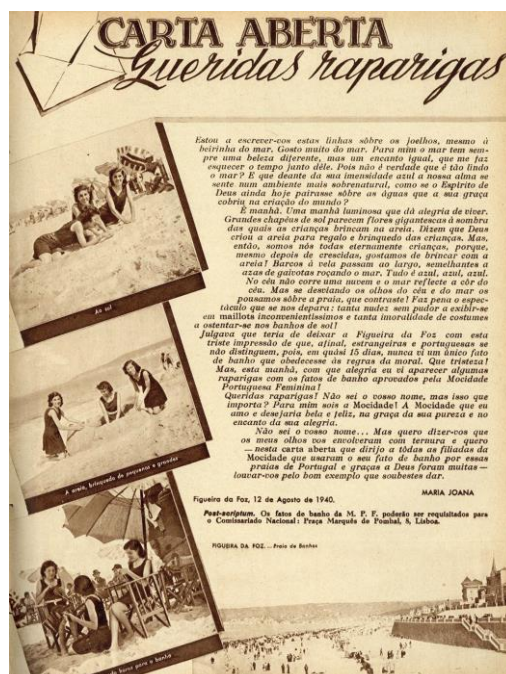 CARTA ABERTA
Queridas raparigas
Estou a escrever-vos estas linhas sôbre os joelhos, mesmo à
beirinha do mar. Gosto muito do mar. Para mim o mar tem sem-
pre uma beleza diferente, mas um encanto igual, que me faz
esquecer o tempo junto dêle. Pois não é verdade que é tão lindo
o mar? E que deante da sua imensidade azul a nossa alma se
sente num ambiente mais sobrenatural, como se o Espírito de
Deus ainda hoje pairasse sôbre as águas que a sua graça
cobriu na criação do mundo?
É manhã. Uma manhã luminosa que dá alegria de viver.
Grandes chapéus de sol parecem flores gigantescas à sombra
das quais as crianças brincam na areia. Dizem que Deus
criou a areia para regalo e brinquedo das crianças. Mas,
então, somos nós todas eternamente crianças, porque,
mesmo depois de crescidas, gostamos de brincar com a
areia! Barcos à vela passam ao largo, semelhantes a
azas de gaivotas roçando o mar. Tudo é azul, azul, azul.
No céu não corre uma nuvem e o mar reflecte a côr do
céu. Mas se desviando os olhos do céu e do mar os
pousamos sôbre a praia, que contraste! Faz pena o espec-
táculo que se nos depara: tanta nudez sem pudor a exibir-se
em maillots inconvenientíssimos e tanta imoralidade de costumes
a ostentar-se nos banhos de sol!
Julgava que teria de deixar a Figueira da Foz com esta
triste impressão de que, afinal, estrangeiras e portuguesas se
não distinguem, pois, em quási 15 dias, nunca vi um único fato
de banho que obedecesse às regras da moral. Que tristeza!
Mas, esta manhã, com que alegria eu vi aparecer algumas
raparigas com os fatos de banho aprovados pela Mocidade
Portuguesa Feminina!
Queridas raparigas! Não sei o vosso nome, mas isso que
importa? Para mim sois a Mocidade! A Mocidade que eu
amo e desejaria bela e feliz, na graça da sua pureza e no
encanto da sua alegria.
Não sei o vosso nome... Mas quero dizer-vos que
os meus olhos vos envolveram com ternura e quero
— nesta carta aberta que dirijo a tôdas as filiadas da
Mocidade que usaram o seu fato de banho por essas
praias de Portugal e graças a Deus foram muitas —
louvar-vos pelo bom exemplo que soubestes dar.
MARIA JOANA
Figueira da Foz, 12 de Agosto de 1940.
Post-scriptum. Os fatos de banho da M. P. F. poderão ser requisitados para
o Comissariado Nacional: Praça Marquês de Pombal, 8, Lisboa.
FIGUEIRA DA FOZ. — Praia de Banhos
Ao sol
A areia, brinquedo de pequenos e grandes
hora para o banho